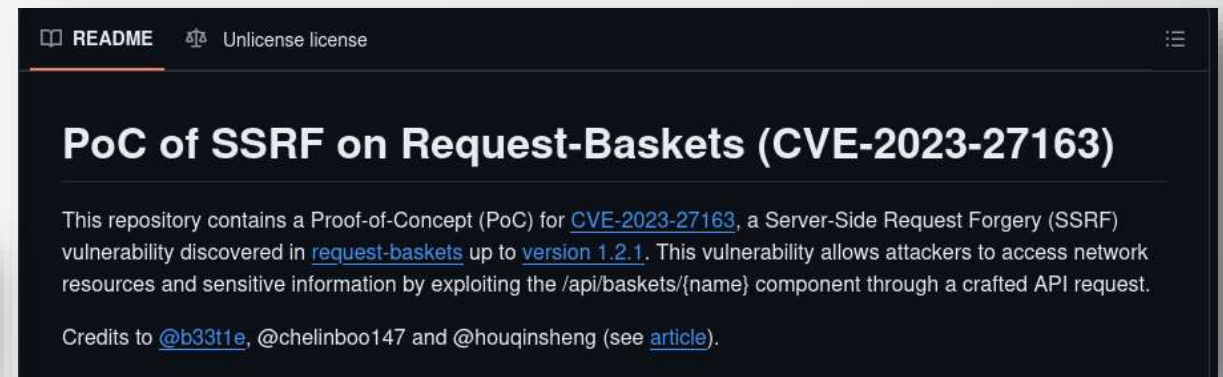 README Unlicense license
PoC of SSRF on Request-Baskets (CVE-2023-27163)
This repository contains a Proof-of-Concept (PoC) for CVE-2023-27163, a Server-Side Request Forgery (SSRF)
vulnerability discovered in request-baskets up to version 1.2.1. This vulnerability allows attackers to access network
resources and sensitive information by exploiting the /api/baskets/{name} component through a crafted API request.
Credits to @b33t1e, @chelinboo147 and @houqinsheng (see article).